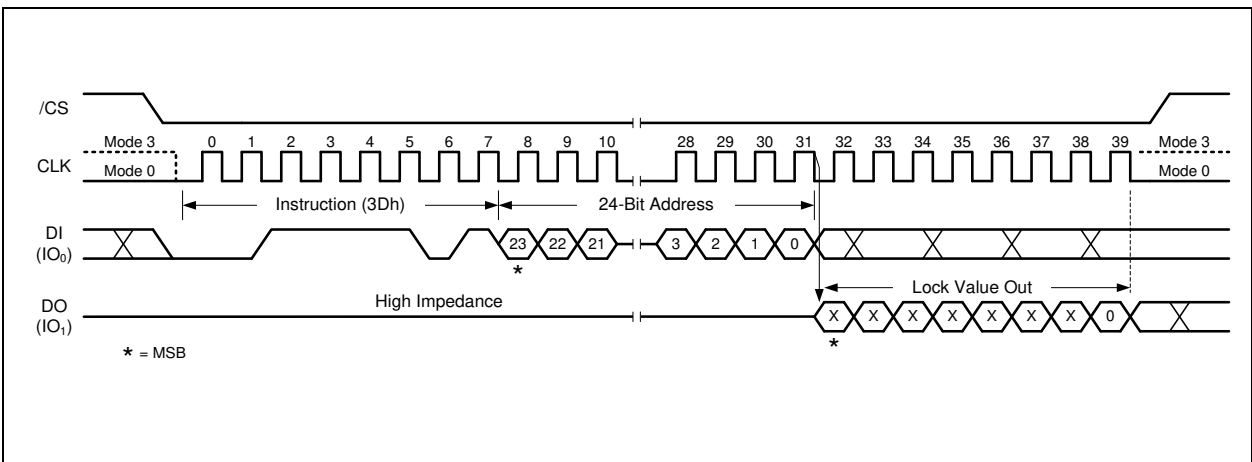 /CS
Mode 3 0 1 2 3 4 5 6 7 8 9 10 28 29 30 31 32 33 34 35 36 37 38 39 Mode 3
CLK Mode 0 Mode 0
Instruction (3Dh) 24-Bit Address
DI
(IO₀) 23 22 21 3 2 1 0
*
High Impedance Lock Value Out
DO
(IO₁) X X X X X X X 0
*
* = MSB